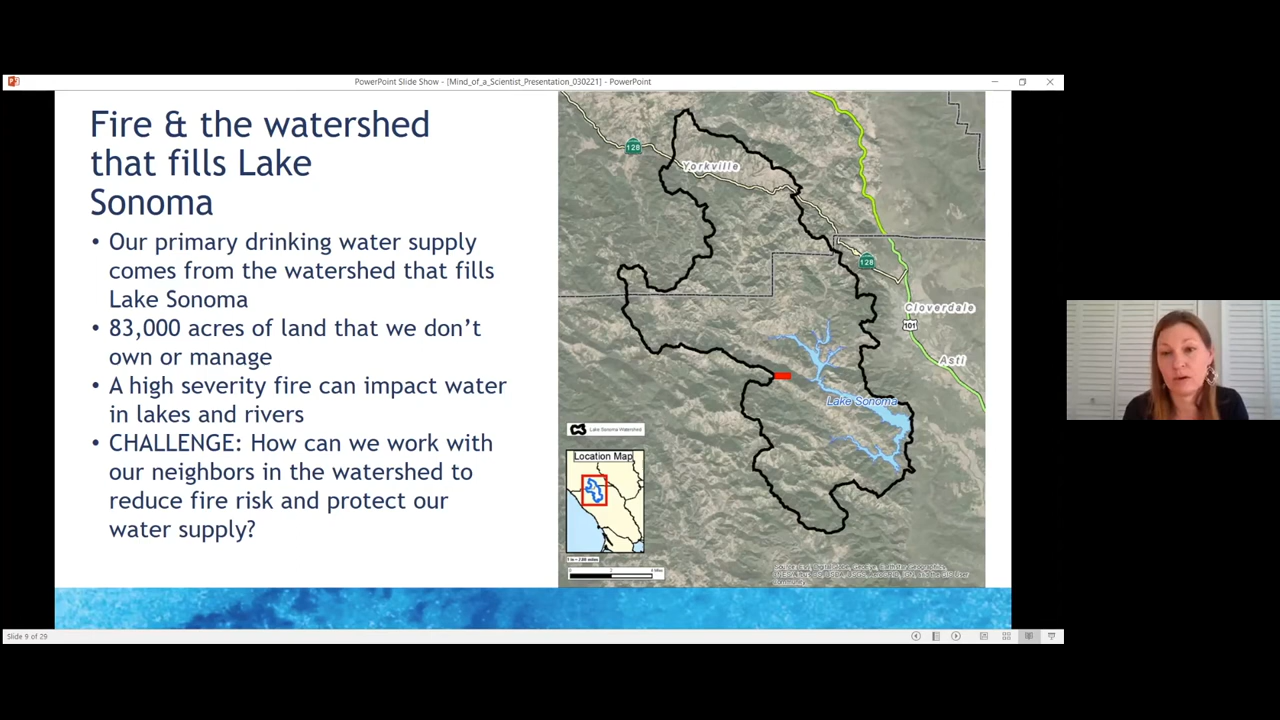 PowerPoint Slide Show - [Mind_of_a_Scientist_Presentation_030221] - PowerPoint
Fire & the watershed
that fills Lake
Sonoma
• Our primary drinking water supply
comes from the watershed that fills
Lake Sonoma
• 83,000 acres of land that we don’t
own or manage
• A high severity fire can impact water
in lakes and rivers
• CHALLENGE: How can we work with
our neighbors in the watershed to
reduce fire risk and protect our
water supply?
128
Yorkville
128
Cloverdale
101
Asti
Lake Sonoma
Lake Sonoma Watershed
Location Map
Slide 9 of 29